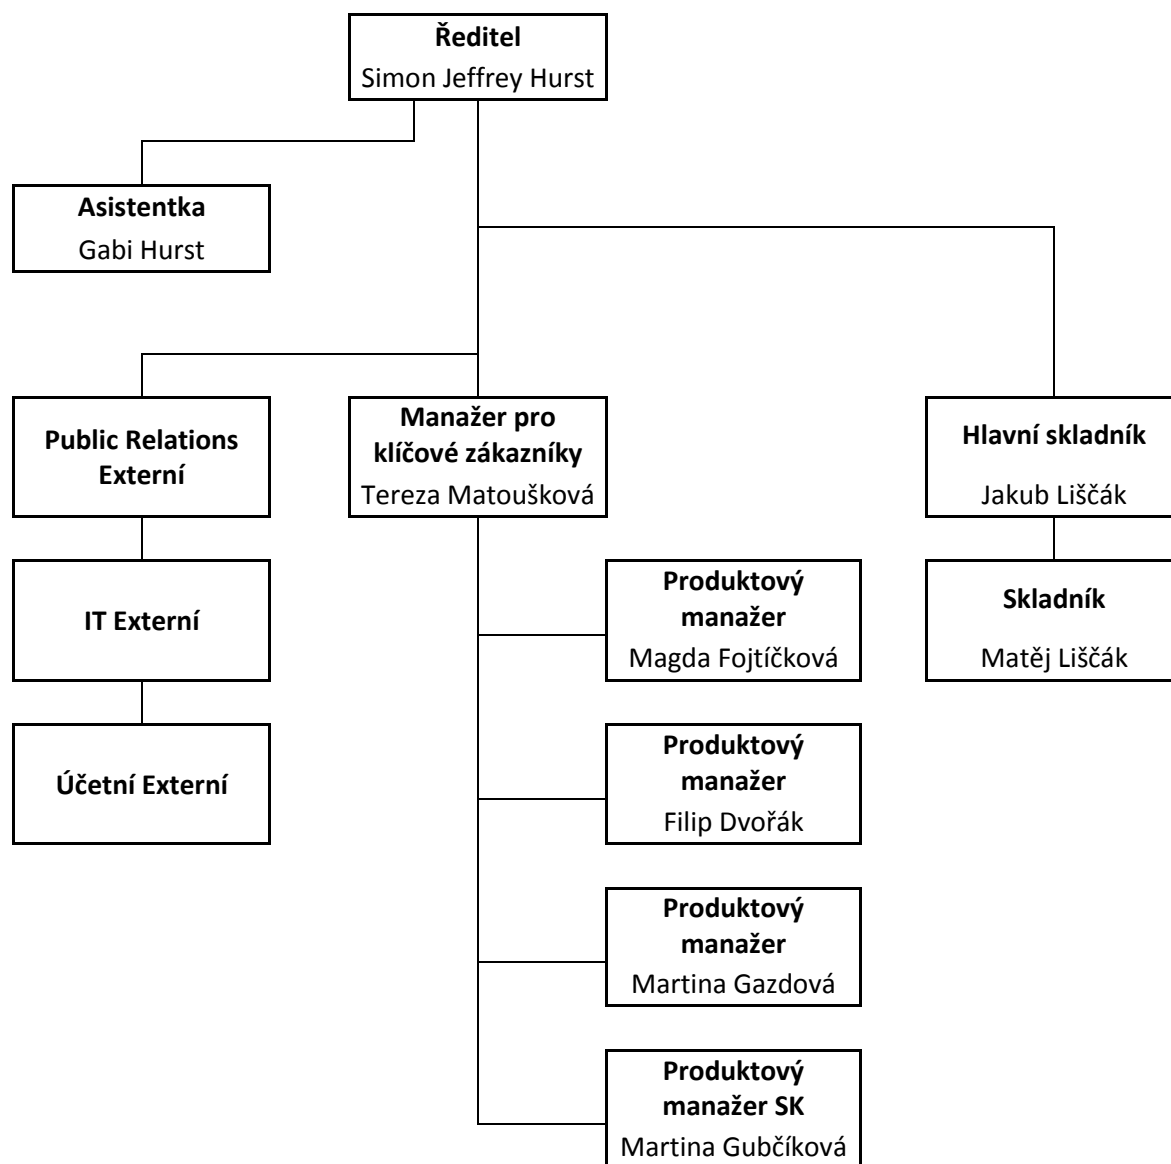 Ředitel
Simon Jeffrey Hurst
Asistentka
Gabi Hurst
Public Relations
Externí
Manažer pro
klíčové zákazníky
Tereza Matoušková
Hlavní skladník
Jakub Liščák
IT Externí
Produktový
manažer
Magda Fojtíčková
Skladník
Matěj Liščák
Účetní Externí
Produktový
manažer
Filip Dvořák
Produktový
manažer
Martina Gazdová
Produktový
manažer SK
Martina Gubčíková